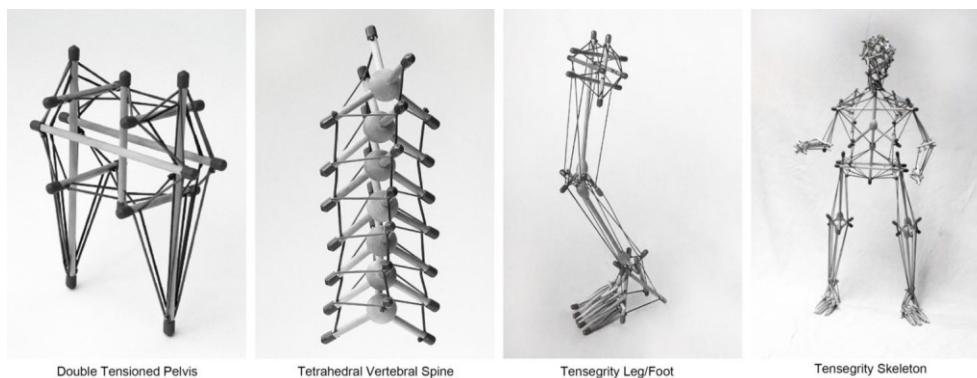 Double Tensioned Pelvis
Tetrahedral Vertebral Spine
Tensegrity Leg/Foot
Tensegrity Skeleton